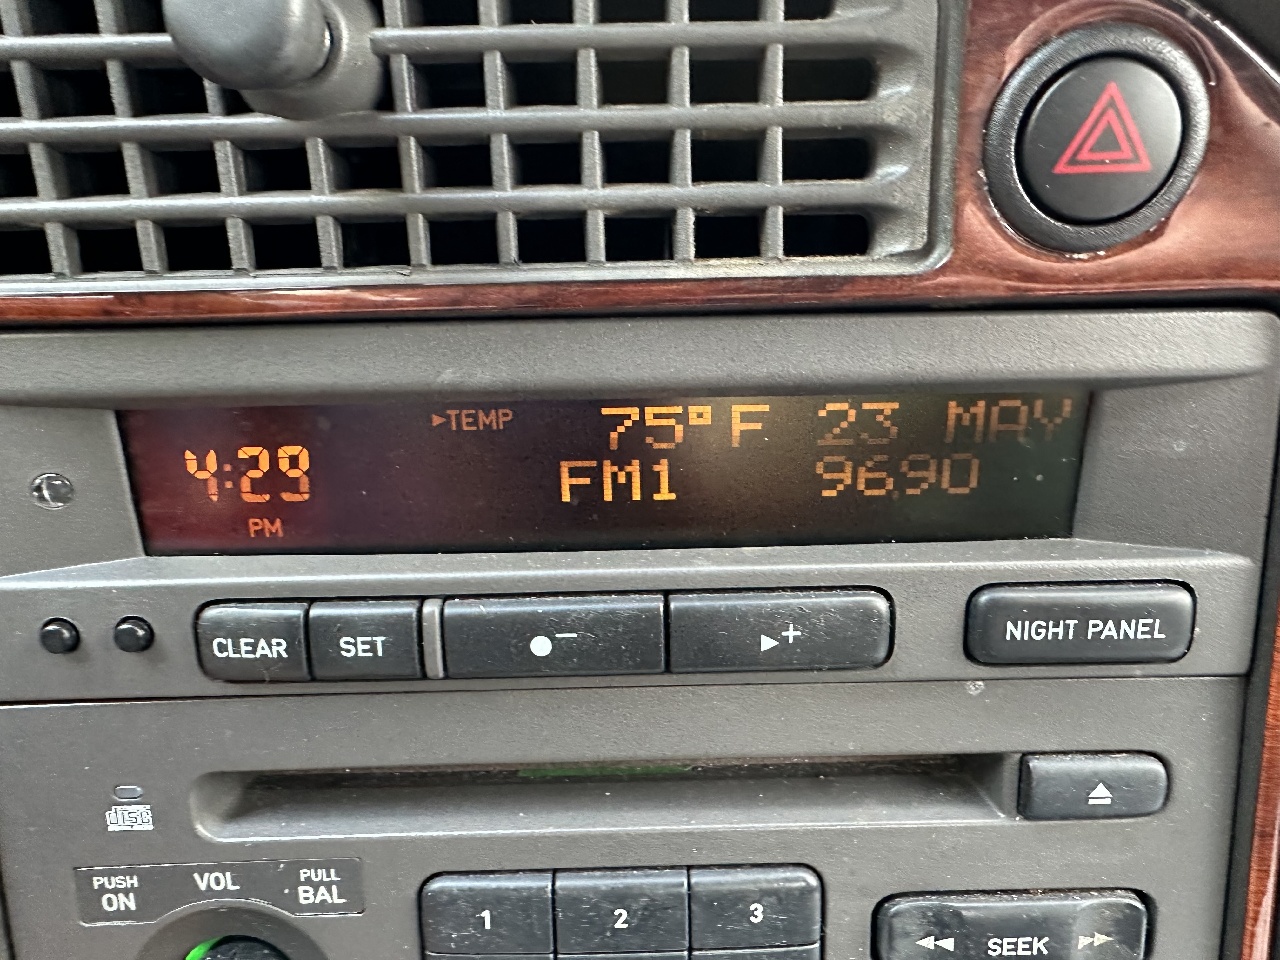 ▸TEMP 75°F 23 MAY
4:29 FM1 96.90
PM
CLEAR SET ●− ▸+ NIGHT PANEL
disc
PUSH ON VOL PULL BAL
1 2 3
SEEK